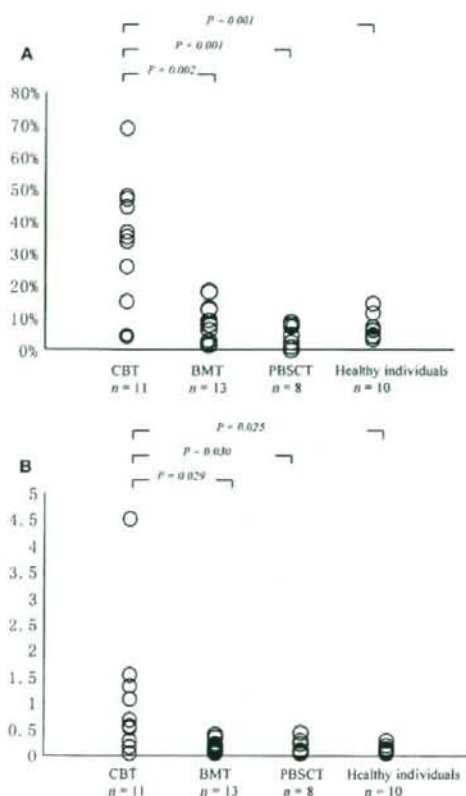 P = 0.001
P = 0.001
A
P = 0.002
80%
70%
60%
50%
40%
30%
20%
10%
0%
CBT BMT PBSCT Healthy individuals
n = 11 n = 13 n = 8 n = 10
P = 0.025
P = 0.030
B
P = 0.029
5
4.5
4
3.5
3
2.5
2
1.5
1
0.5
0
CBT BMT PBSCT Healthy individuals
n = 11 n = 13 n = 8 n = 10